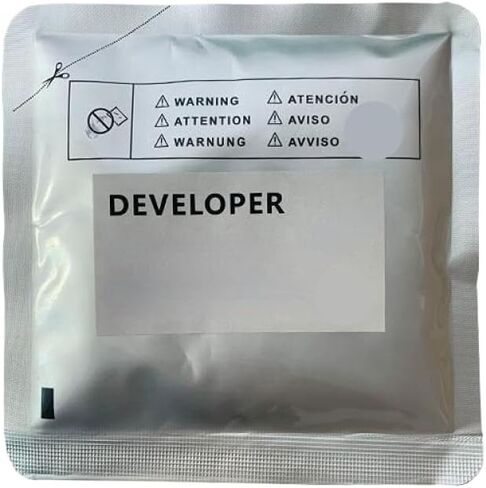 ⚠ WARNING ⚠ ATENCIÓN
⚠ ATTENTION ⚠ AVISO
⚠ WARNUNG ⚠ AVVISO
DEVELOPER